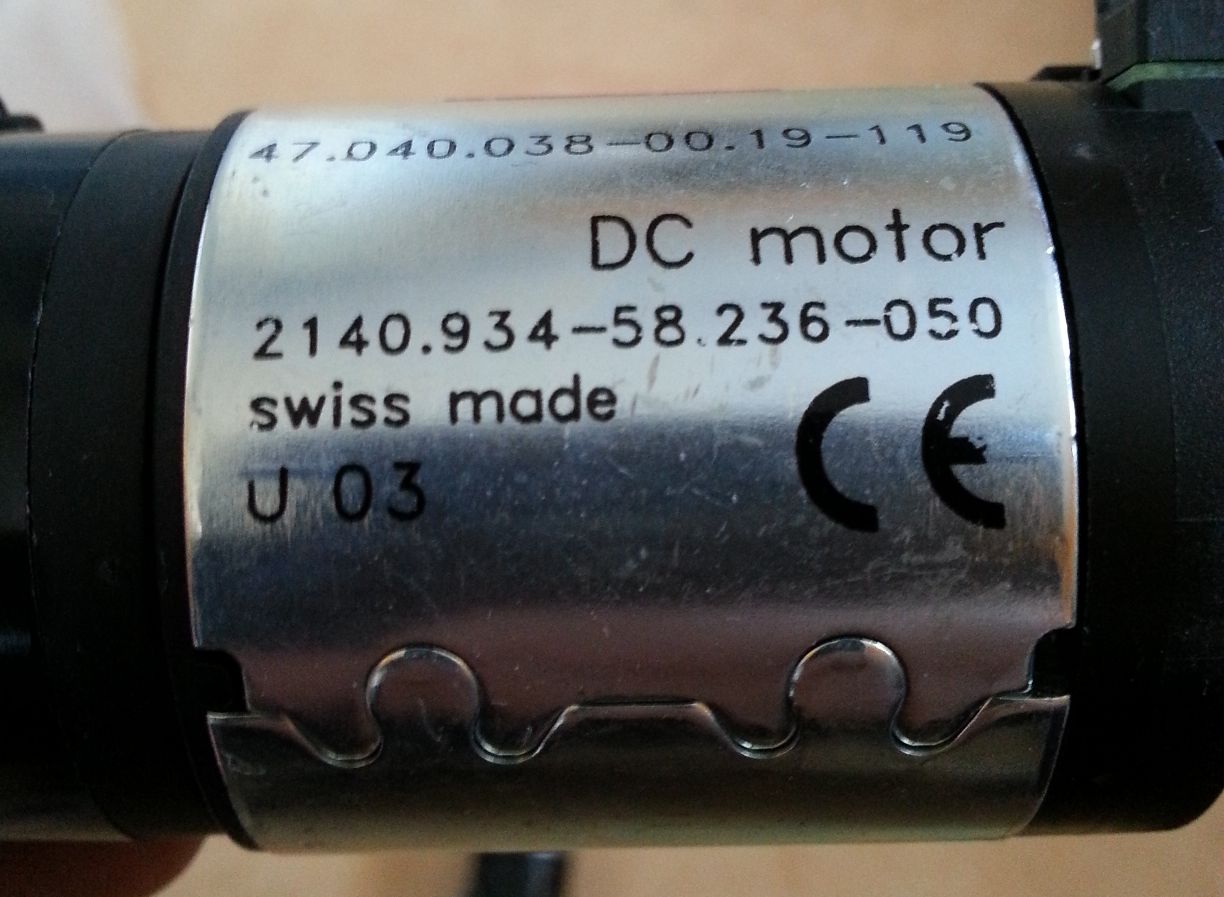 47.040.038-00.19-119
DC motor
2140.934-58.236-050
swiss made
U 03
CE